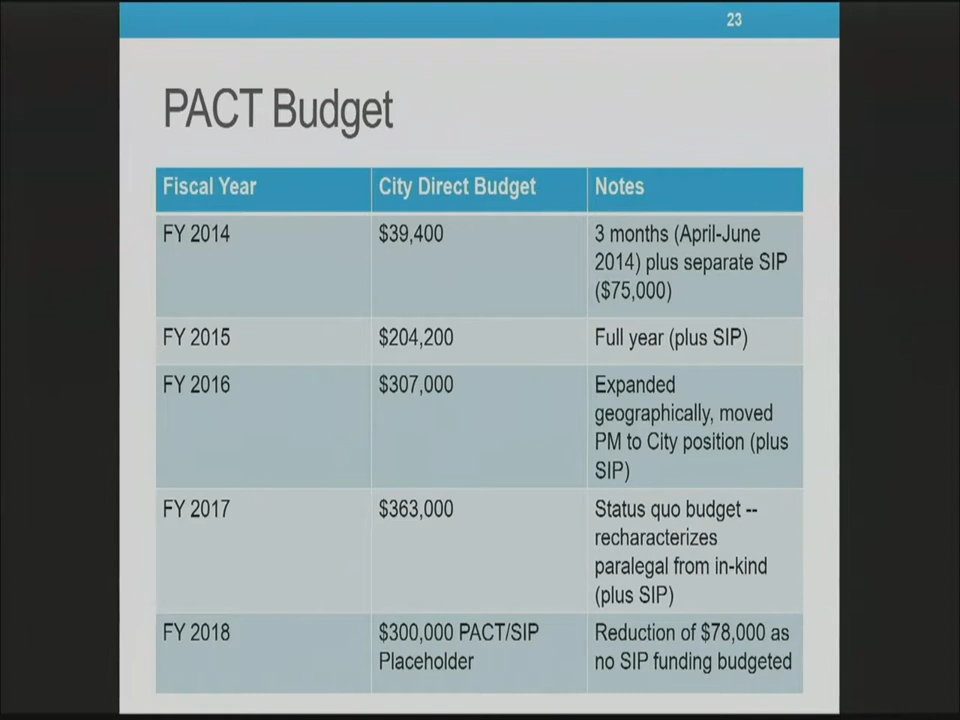 23
PACT Budget
Fiscal Year
City Direct Budget
Notes
FY 2014
$39,400
3 months (April-June
2014) plus separate SIP
($75,000)
FY 2015
$204,200
Full year (plus SIP)
FY 2016
$307,000
Expanded
geographically, moved
PM to City position (plus
SIP)
FY 2017
$363,000
Status quo budget --
recharacterizes
paralegal from in-kind
(plus SIP)
FY 2018
$300,000 PACT/SIP
Placeholder
Reduction of $78,000 as
no SIP funding budgeted